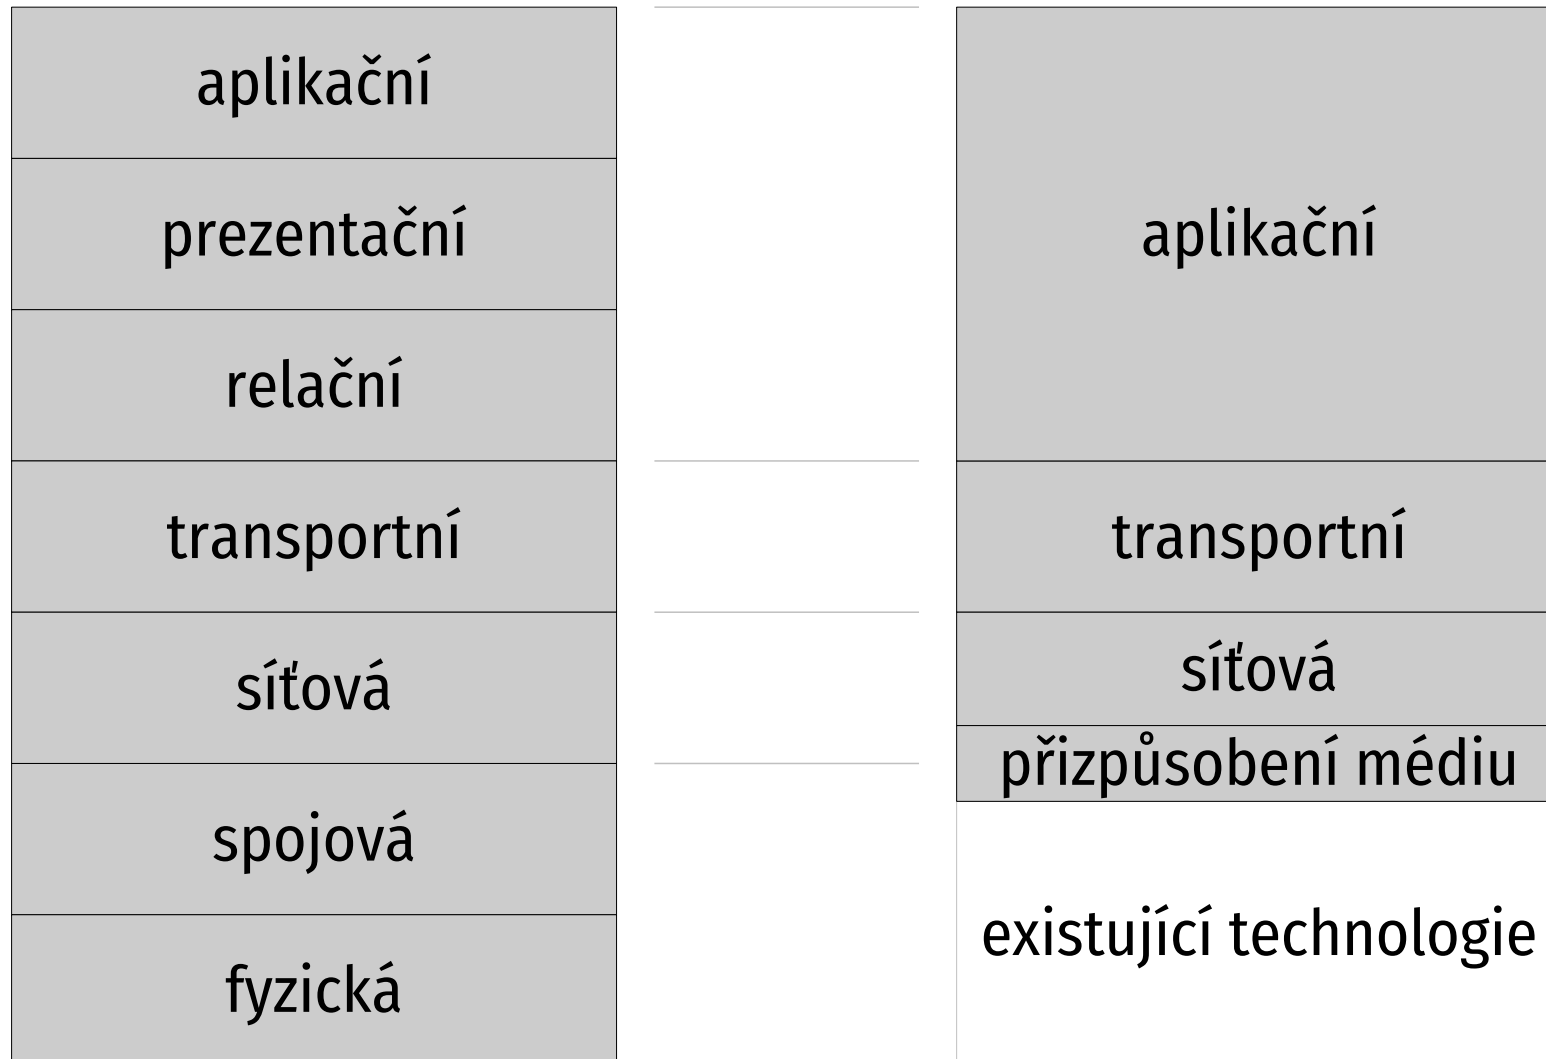 aplikační
prezentační
relační
transportní
síťová
spojová
fyzická
aplikační
transportní
síťová
přizpůsobení médiu
existující technologie